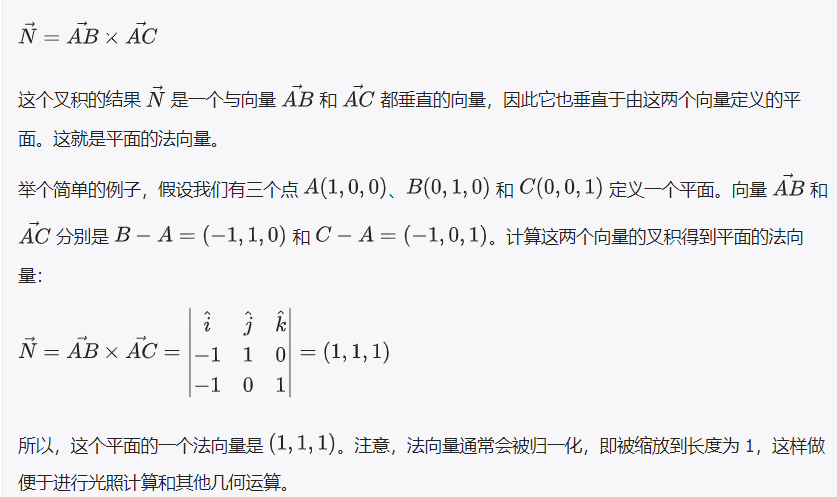 $\vec{N} = \vec{AB} \times \vec{AC}$
这个叉积的结果 $\vec{N}$ 是一个与向量 $\vec{AB}$ 和 $\vec{AC}$ 都垂直的向量，因此它也垂直于由这两个向量定义的平
面。这就是平面的法向量。
举个简单的例子，假设我们有三个点 $A(1,0,0)$、$B(0,1,0)$ 和 $C(0,0,1)$ 定义一个平面。向量 $\vec{AB}$ 和
$\vec{AC}$ 分别是 $B - A = (-1,1,0)$ 和 $C - A = (-1,0,1)$。计算这两个向量的叉积得到平面的法向
量：
$\vec{N} = \vec{AB} \times \vec{AC} = \begin{vmatrix} \hat{i} & \hat{j} & \hat{k} \\ -1 & 1 & 0 \\ -1 & 0 & 1 \end{vmatrix} = (1,1,1)$
所以，这个平面的一个法向量是 $(1,1,1)$。注意，法向量通常会被归一化，即被缩放到长度为 1，这样做
便于进行光照计算和其他几何运算。